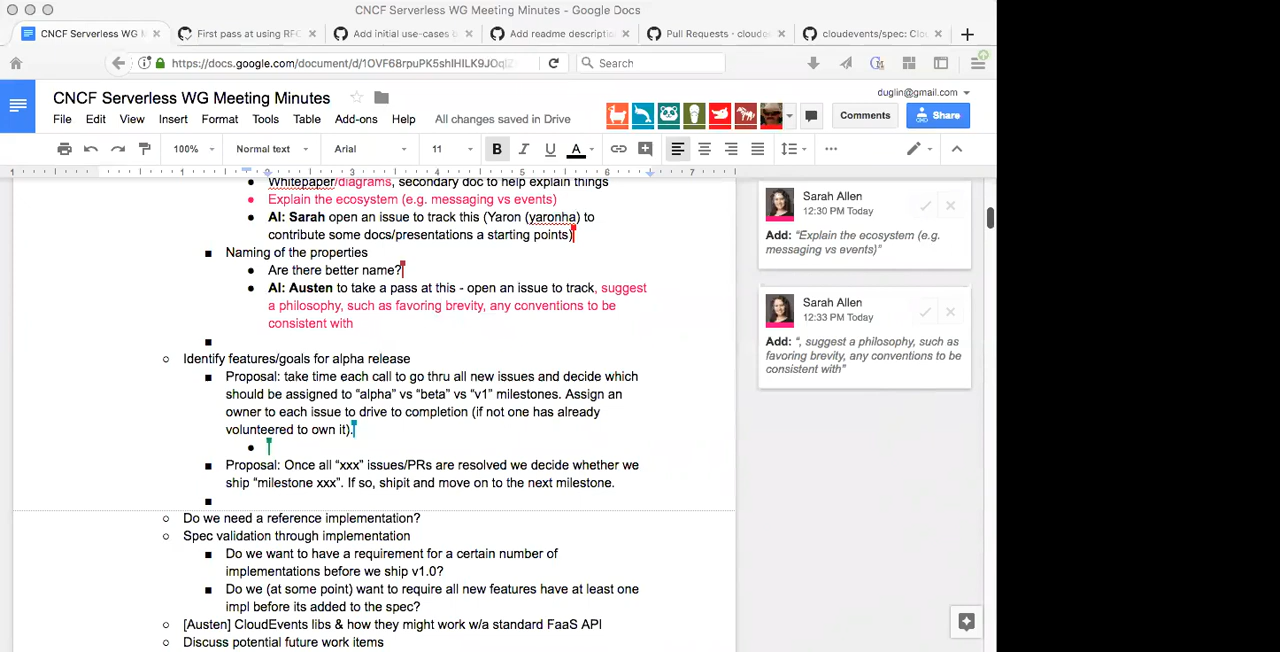 CNCF Serverless WG Meeting Minutes - Google Docs
CNCF Serverless WG M
First pass at using RFC
Add initial use-cases b
Add readme descripti
Pull Requests · cloude
cloudevents/spec: Clo
Search
duglin@gmail.com
CNCF Serverless WG Meeting Minutes
File Edit View Insert Format Tools Table Add-ons Help All changes saved in Drive
Comments
Share
100% Normal text Arial 11 B I U A
1 1 2 3 4 5 6 7
Whitepaper/diagrams, secondary doc to help explain things
Explain the ecosystem (e.g. messaging vs events)
AI: Sarah open an issue to track this (Yaron (yaronha) to
contribute some docs/presentations a starting points)
Naming of the properties
Are there better name?
AI: Austen to take a pass at this - open an issue to track, suggest
a philosophy, such as favoring brevity, any conventions to be
consistent with
Identify features/goals for alpha release
Proposal: take time each call to go thru all new issues and decide which
should be assigned to “alpha” vs “beta” vs “v1” milestones. Assign an
owner to each issue to drive to completion (if not one has already
volunteered to own it).
Proposal: Once all “xxx” issues/PRs are resolved we decide whether we
ship “milestone xxx”. If so, shipit and move on to the next milestone.
Do we need a reference implementation?
Spec validation through implementation
Do we want to have a requirement for a certain number of
implementations before we ship v1.0?
Do we (at some point) want to require all new features have at least one
impl before its added to the spec?
[Austen] CloudEvents libs & how they might work w/a standard FaaS API
Discuss potential future work items
Sarah Allen
12:30 PM Today
Add: “Explain the ecosystem (e.g.
messaging vs events)”
Sarah Allen
12:33 PM Today
Add: “, suggest a philosophy, such as
favoring brevity, any conventions to be
consistent with”